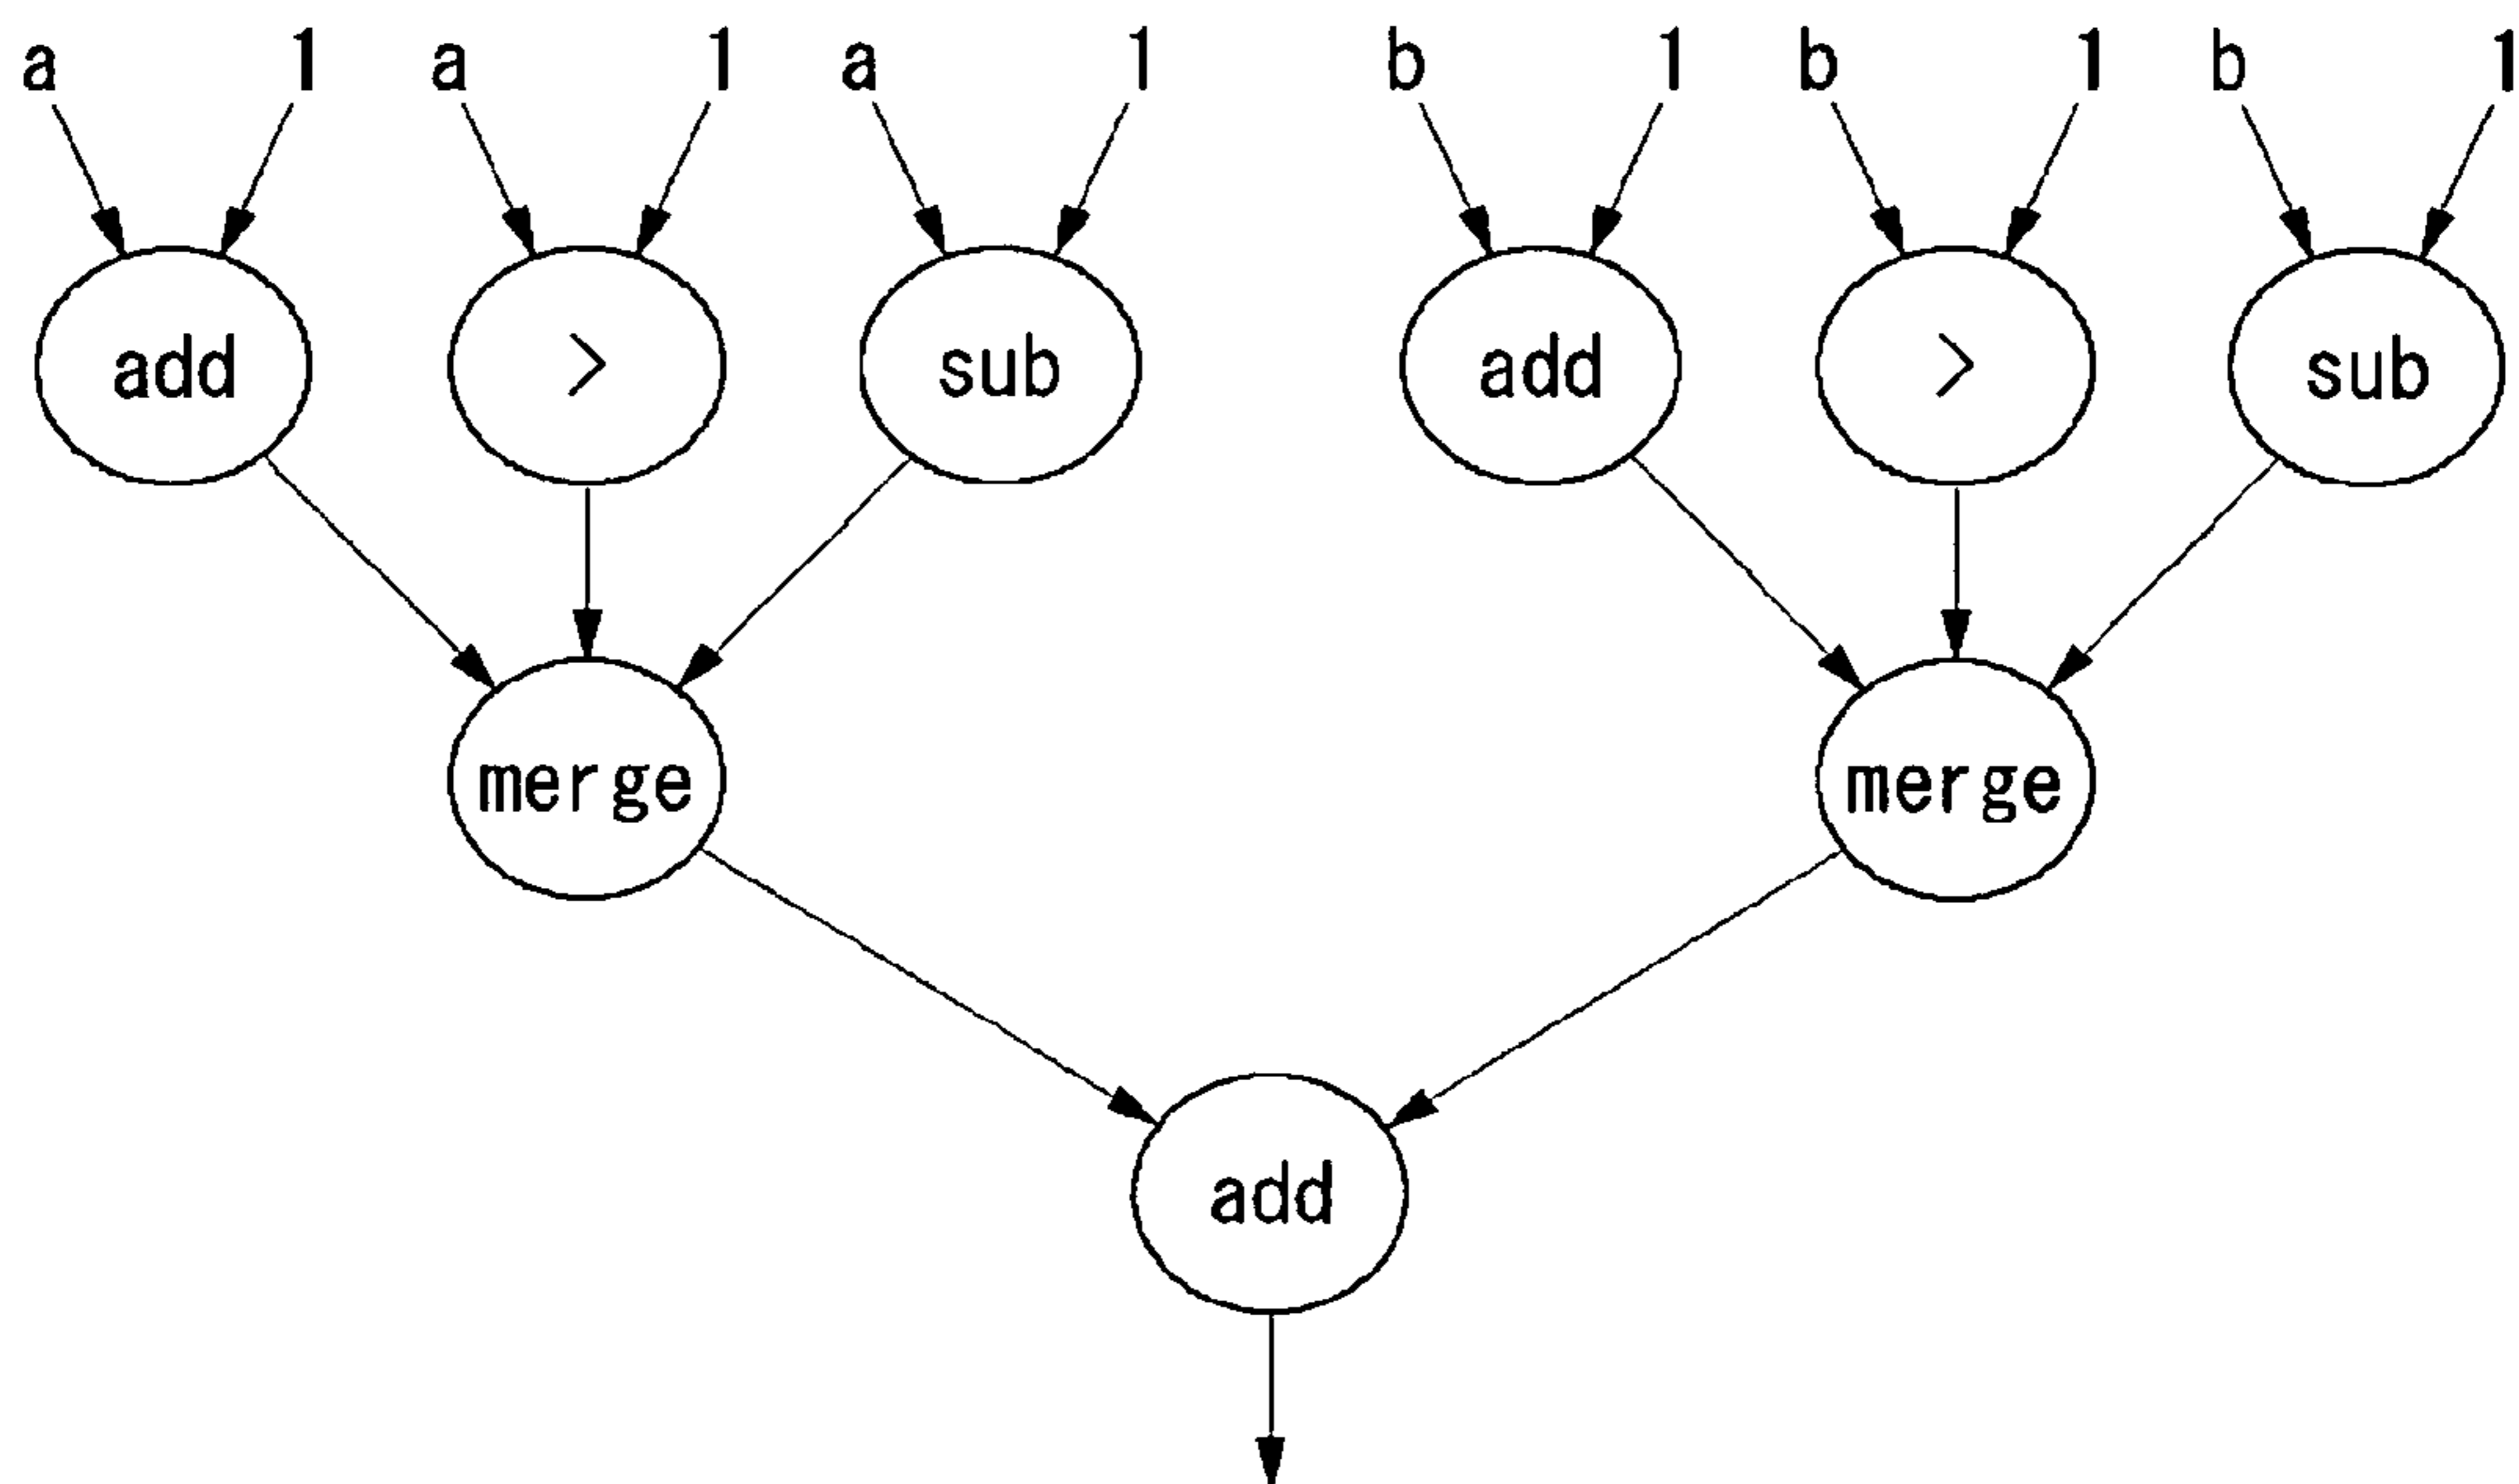 a 1 a 1 a 1 b 1 b 1 b 1
add > sub add > sub
merge merge
add